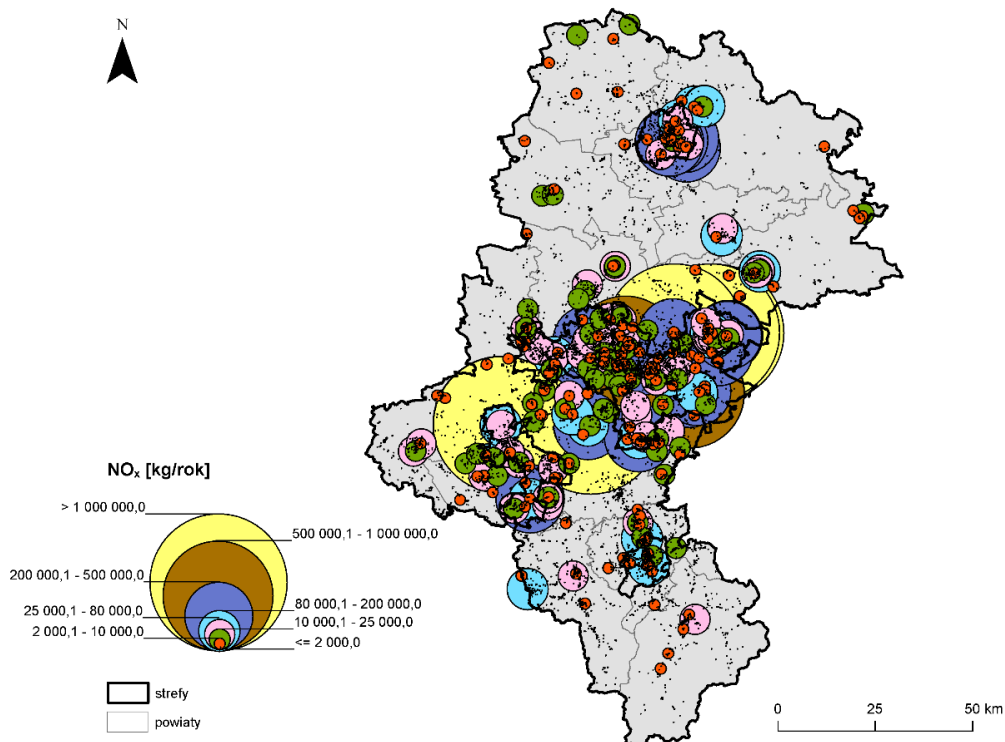 N
NOₓ [kg/rok]
> 1 000 000,0
500 000,1 - 1 000 000,0
200 000,1 - 500 000,0
80 000,1 - 200 000,0
25 000,1 - 80 000,0
10 000,1 - 25 000,0
2 000,1 - 10 000,0
<= 2 000,0
strefy
powiaty
0 25 50 km